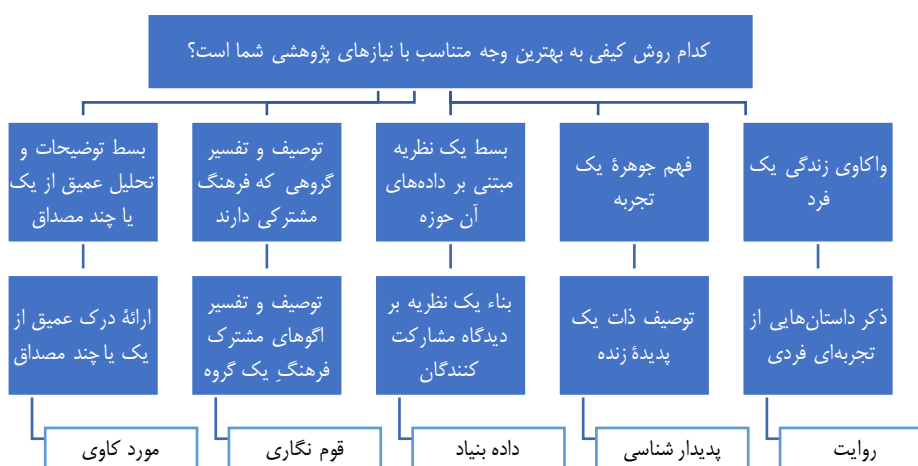 کدام روش کیفی به بهترین وجه متناسب با نیازهای پژوهشی شما است؟
واکاوی زندگی یک
فرد
فهم جوهرۀ یک
تجربه
بسط یک نظریه
مبتنی بر داده‌های
آن حوزه
توصیف و تفسیر
گروهی که فرهنگ
مشترکی دارند
بسط توضیحات و
تحلیل عمیق از یک
یا چند مصداق
ذکر داستان‌هایی از
تجربه‌ای فردی
توصیف ذات یک
پدیدۀ زنده
بناء یک نظریه بر
دیدگاه مشارکت
کنندگان
توصیف و تفسیر
اگوهای مشترک
فرهنگِ یک گروه
ارائۀ درک عمیق از
یک یا چند مصداق
روایت
پدیدار شناسی
داده بنیاد
قوم نگاری
مورد کاوی